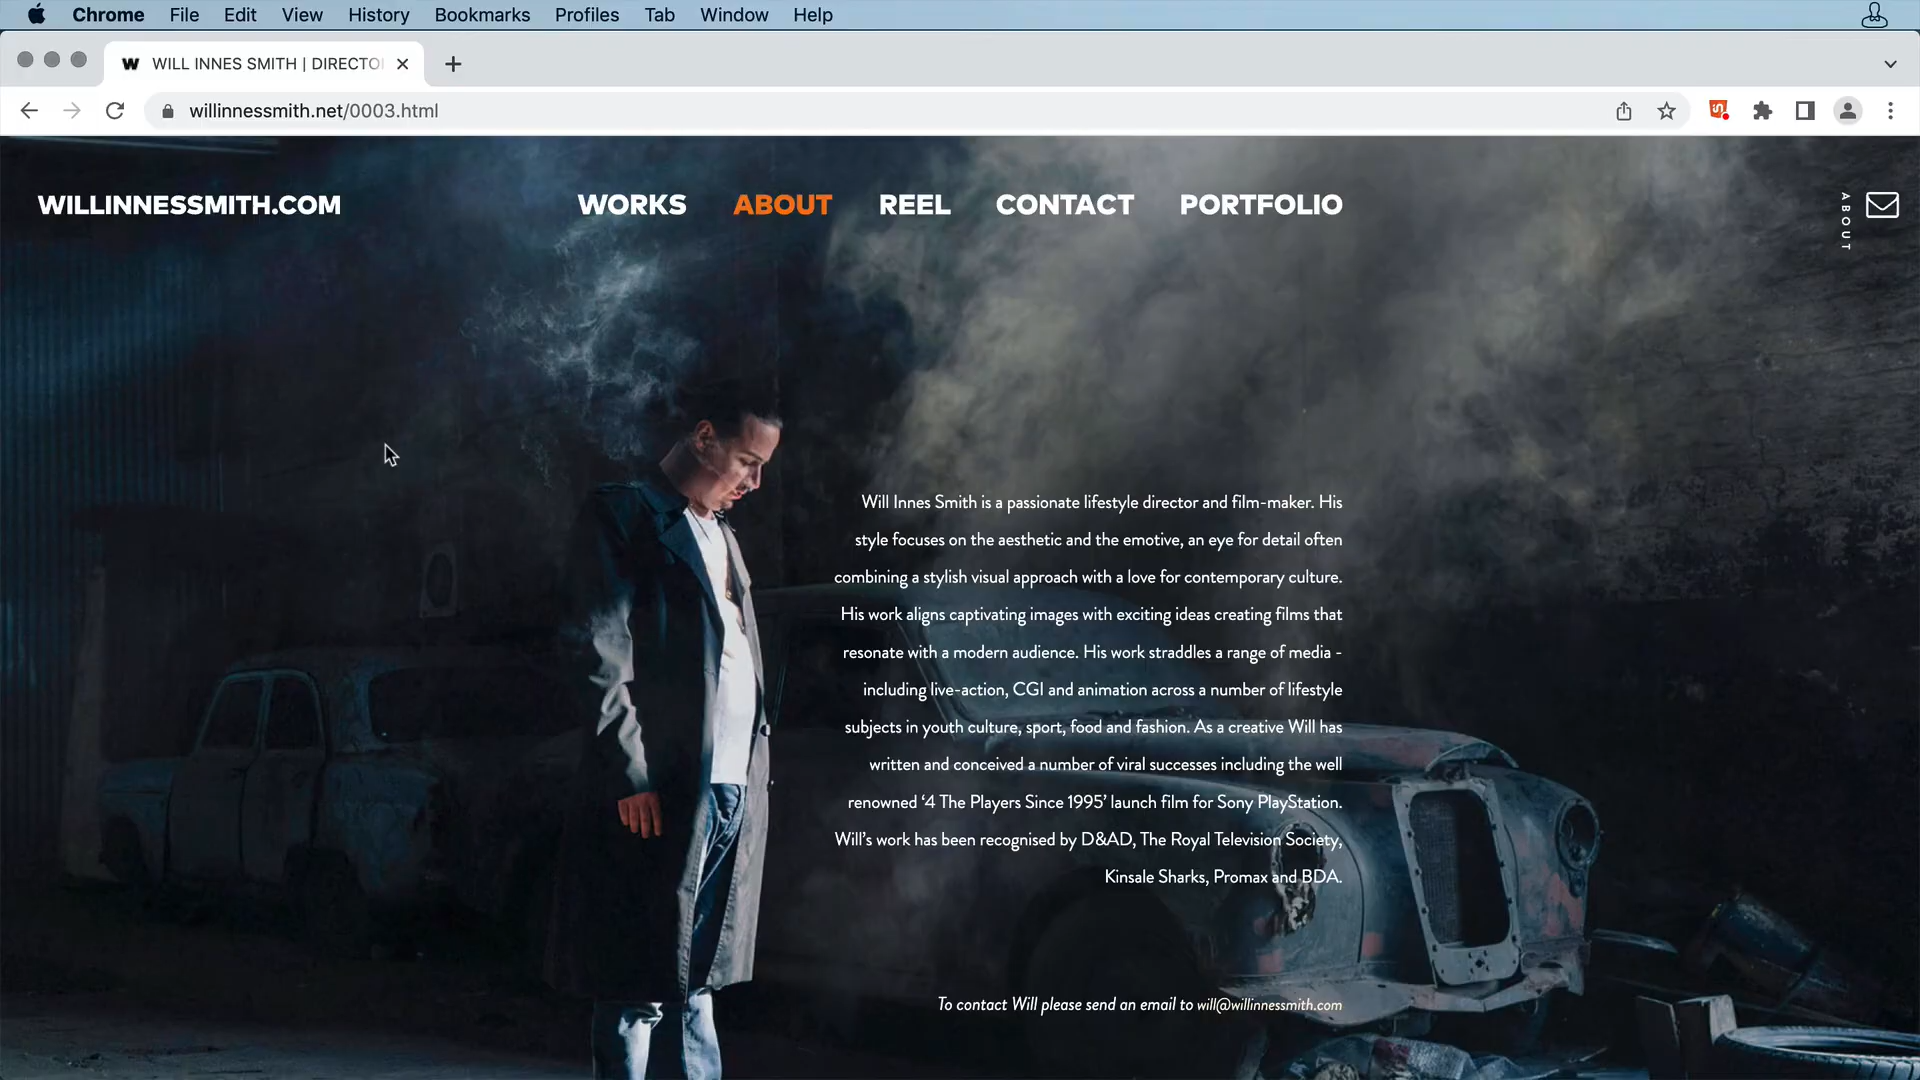 Chrome File Edit View History Bookmarks Profiles Tab Window Help
W WILL INNES SMITH | DIRECTO
willinnessmith.net/0003.html
WILLINNESSMITH.COM WORKS ABOUT REEL CONTACT PORTFOLIO
ABOUT
Will Innes Smith is a passionate lifestyle director and film-maker. His
style focuses on the aesthetic and the emotive, an eye for detail often
combining a stylish visual approach with a love for contemporary culture.
His work aligns captivating images with exciting ideas creating films that
resonate with a modern audience. His work straddles a range of media -
including live-action, CGI and animation across a number of lifestyle
subjects in youth culture, sport, food and fashion. As a creative Will has
written and conceived a number of viral successes including the well
renowned ‘4 The Players Since 1995’ launch film for Sony PlayStation.
Will’s work has been recognised by D&AD, The Royal Television Society,
Kinsale Sharks, Promax and BDA.
To contact Will please send an email to will@willinnessmith.com